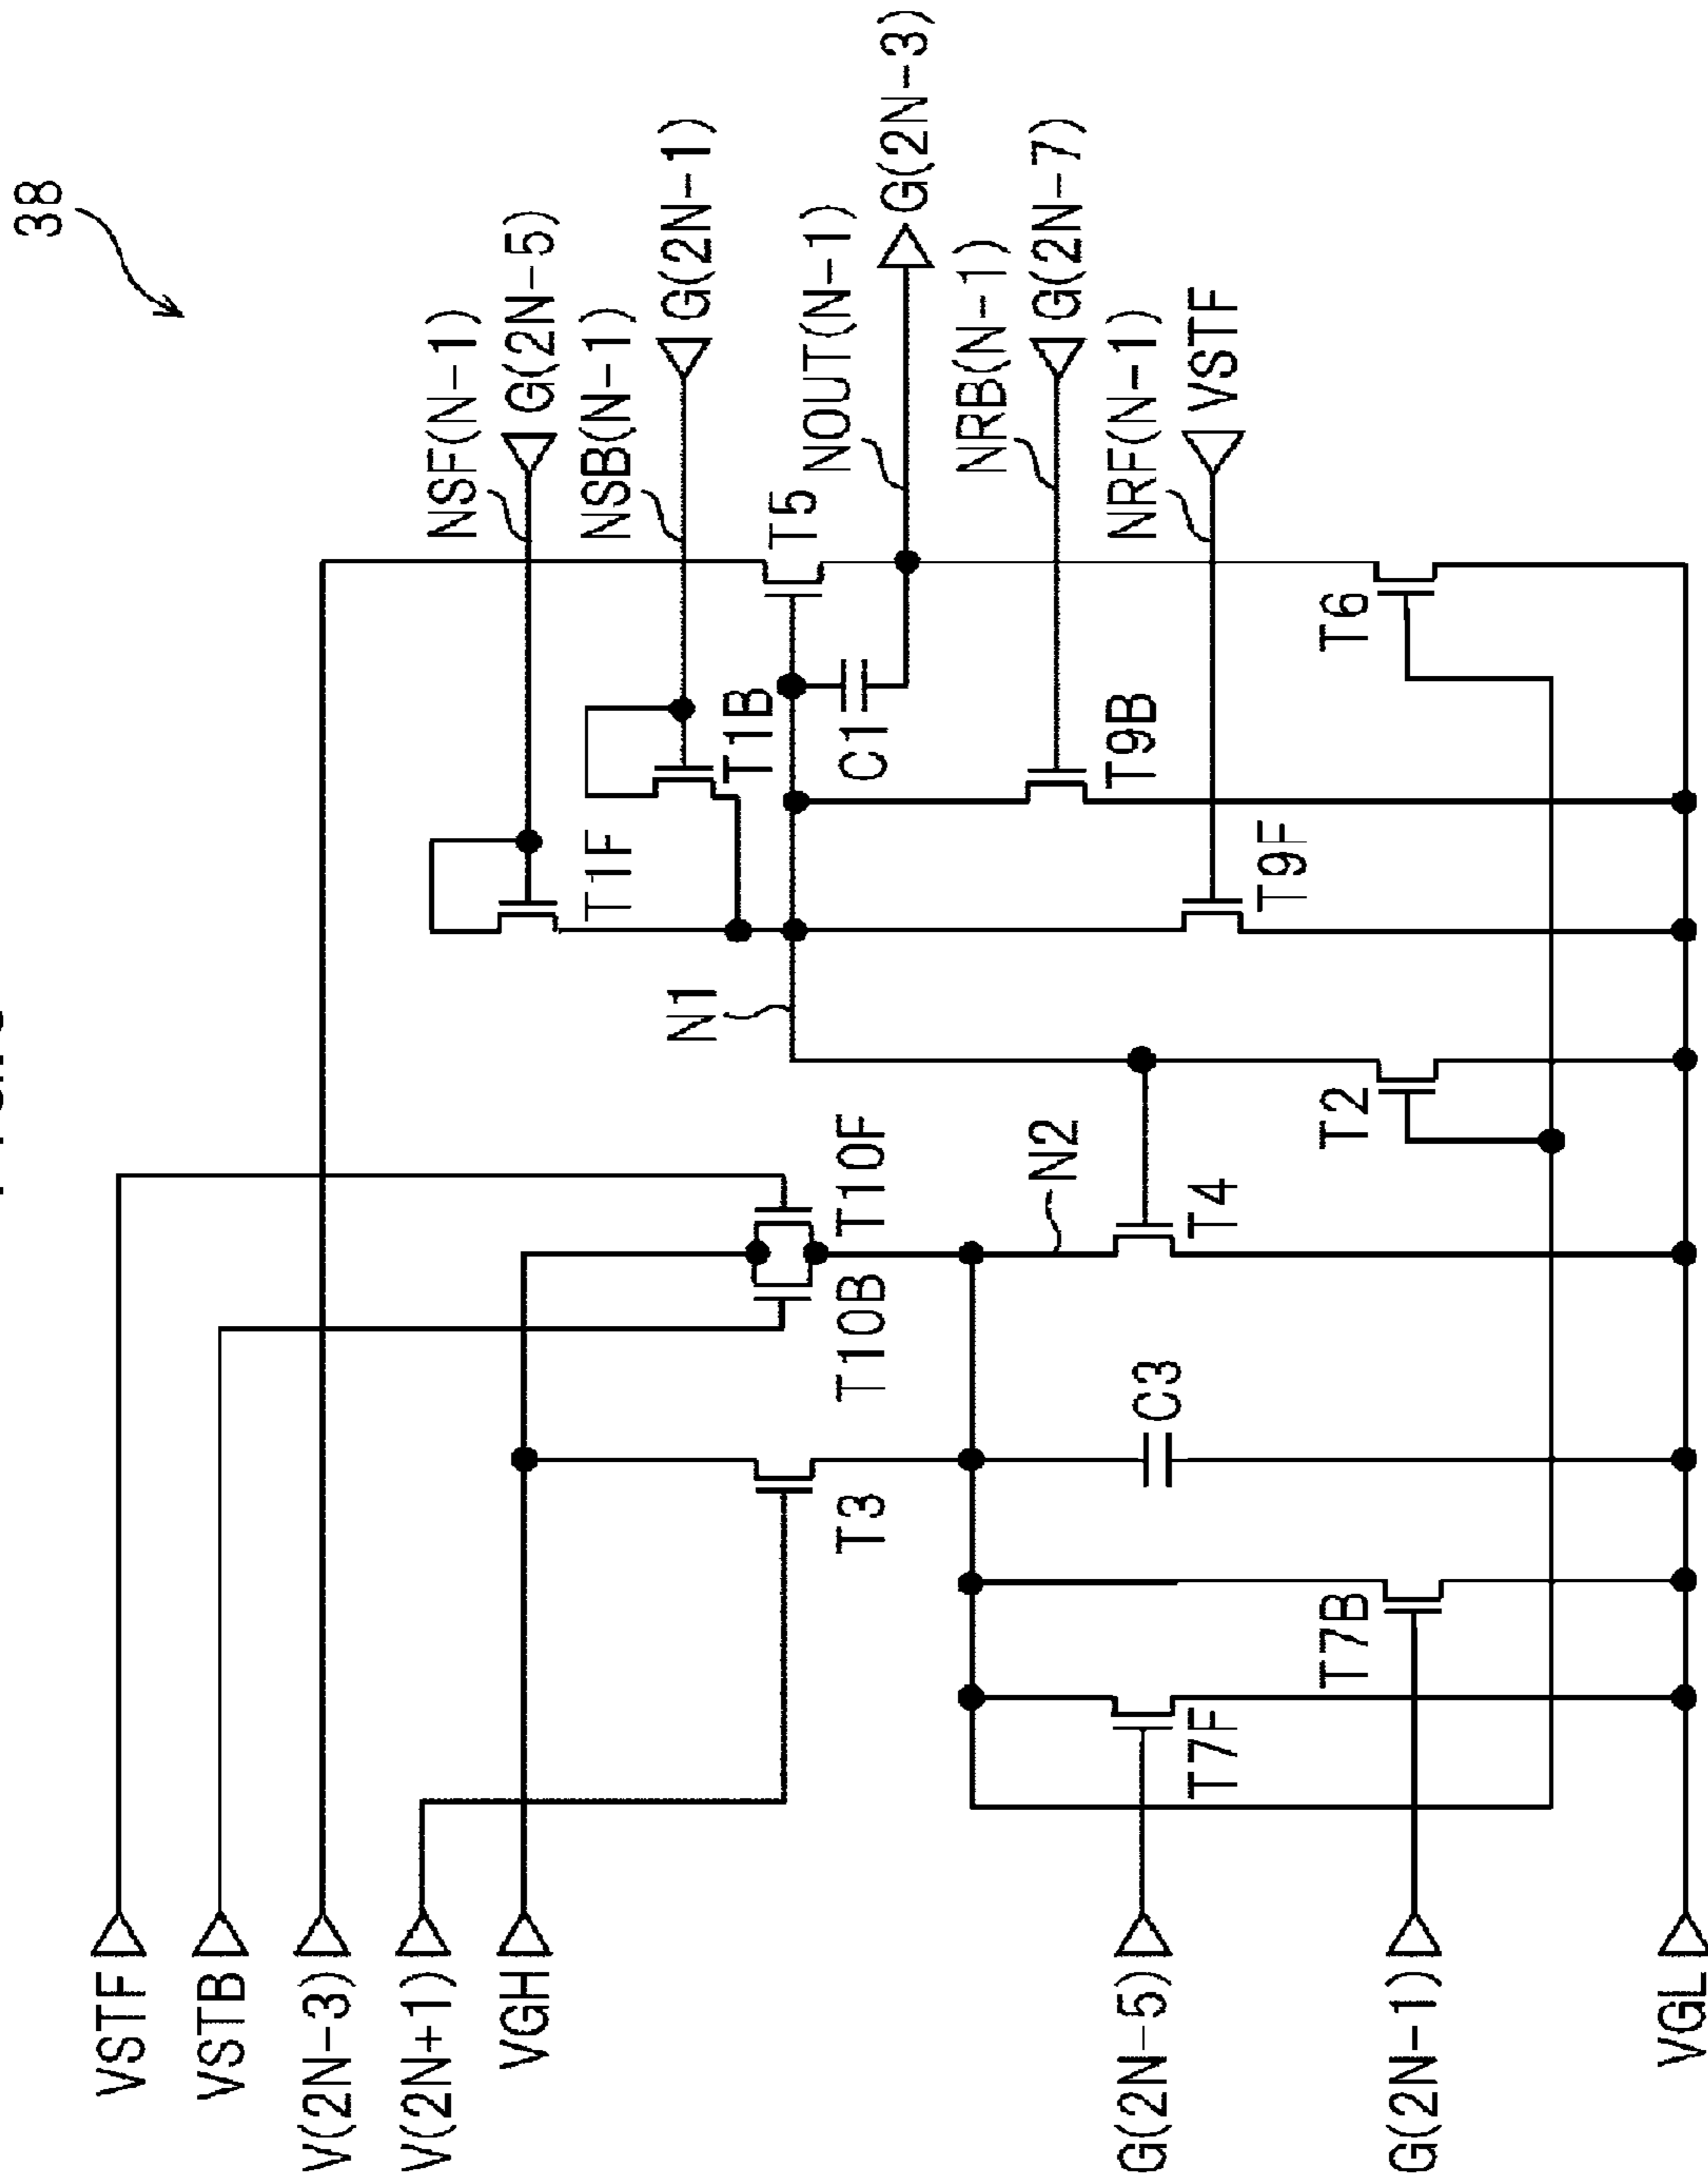 38
NSF(N-1)
G(2N-5)
NSB(N-1)
G(2N-1)
NOUT(N-1)
G(2N-3)
NRB(N-1)
G(2N-7)
NRF(N-1)
VSTF
T5
T1F
T1B
C1
T9B
T9F
T6
N1
T10F
T10B
N2
T2
T4
T3
C3
T7B
T7F
VSTF
VSTB
V(2N-3)
V(2N+1)
VGH
G(2N-5)
G(2N-1)
VGL